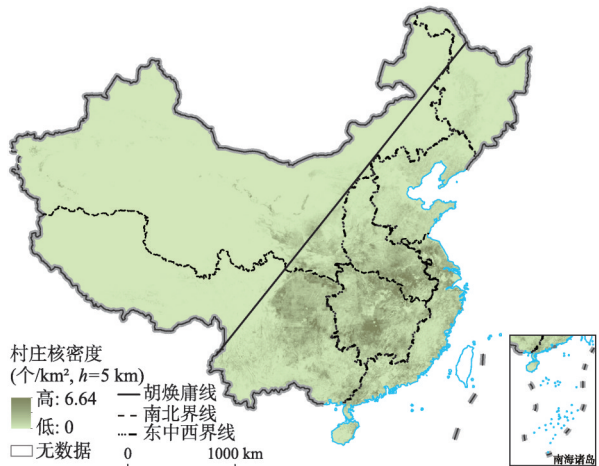 村庄核密度
(个/km², h=5 km)
高: 6.64
低: 0
无数据
胡焕庸线
南北界线
东中西界线
0 1000 km
南海诸岛